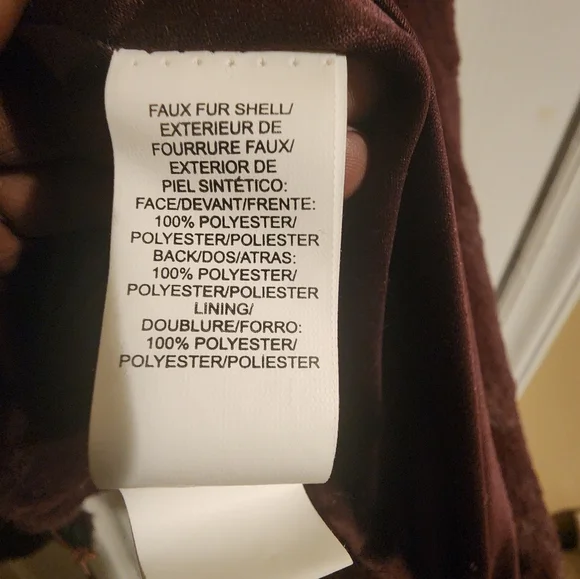 FAUX FUR SHELL/
EXTERIEUR DE
FOURRURE FAUX/
EXTERIOR DE
PIEL SINTÉTICO:
FACE/DEVANT/FRENTE:
100% POLYESTER/
POLYESTER/POLIESTER
BACK/DOS/ATRAS:
100% POLYESTER/
POLYESTER/POLIESTER
LINING/
DOUBLURE/FORRO:
100% POLYESTER/
POLYESTER/POLIESTER